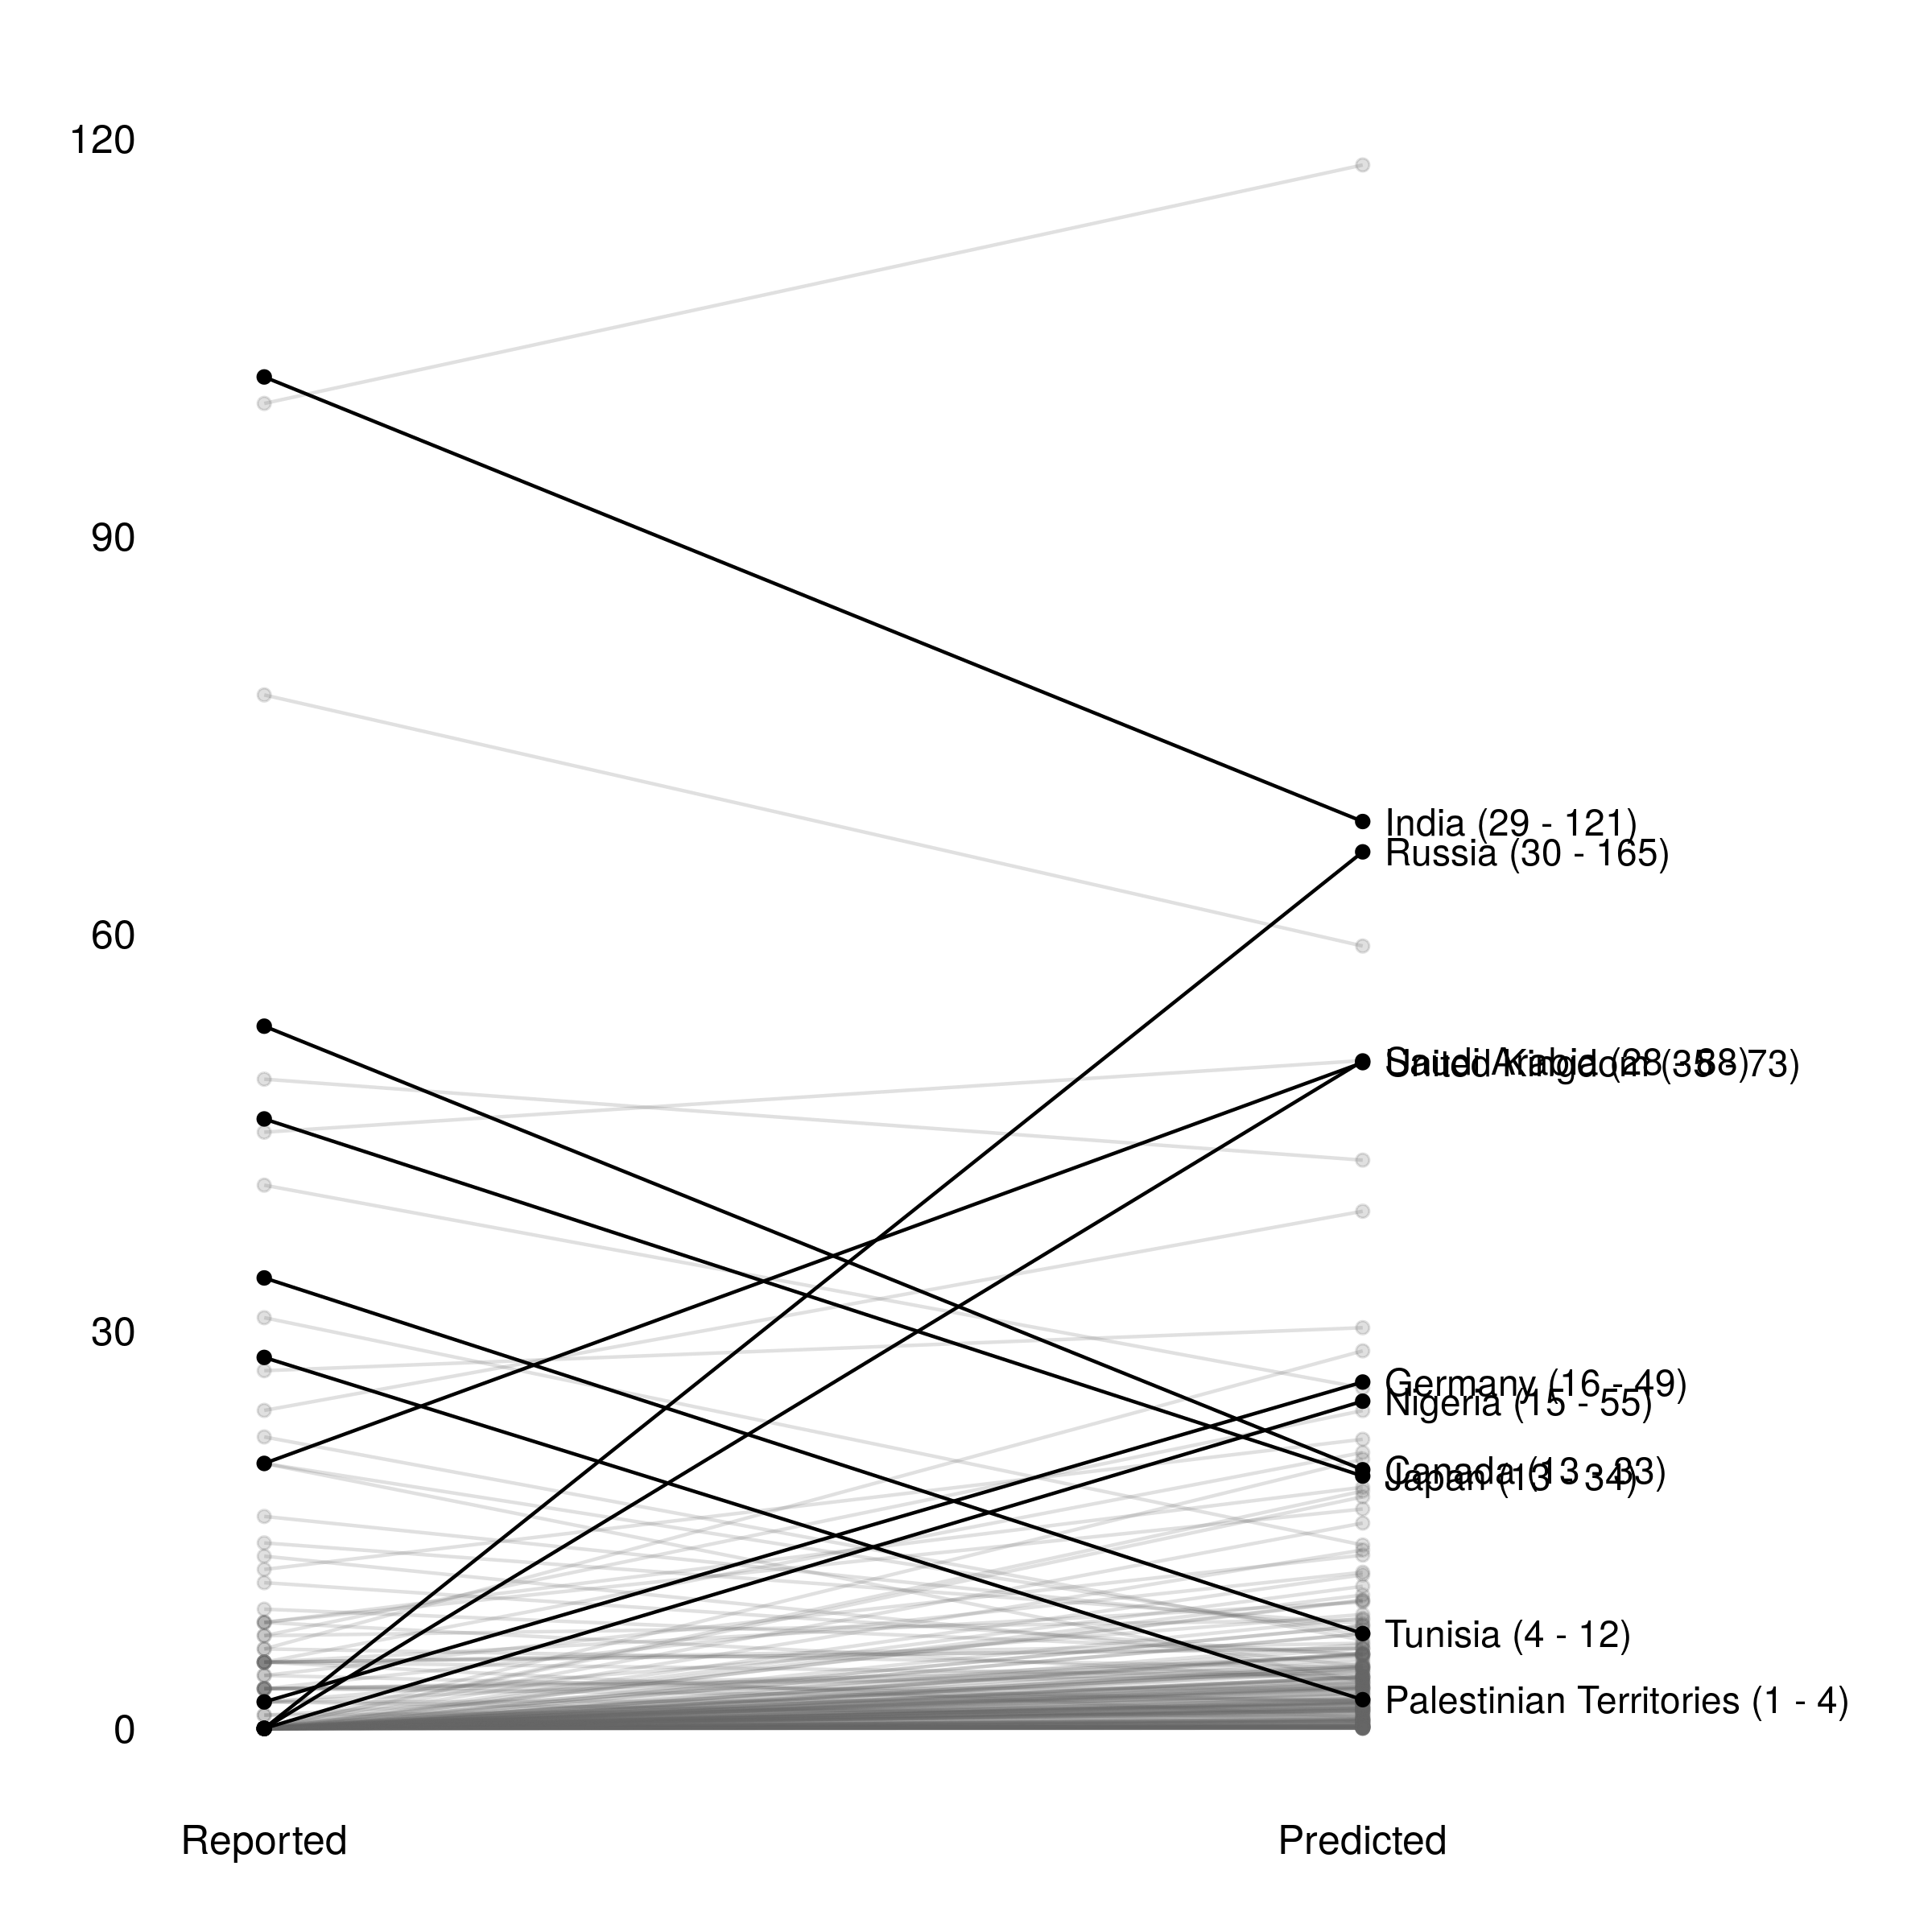 120
90
60
30
0
India (29 - 121)
Russia (30 - 165)
Saudi Arabia (28 - 88)
United Kingdom (35 - 73)
Germany (16 - 49)
Nigeria (15 - 55)
Canada (13 - 33)
Japan (13 - 34)
Tunisia (4 - 12)
Palestinian Territories (1 - 4)
Reported
Predicted